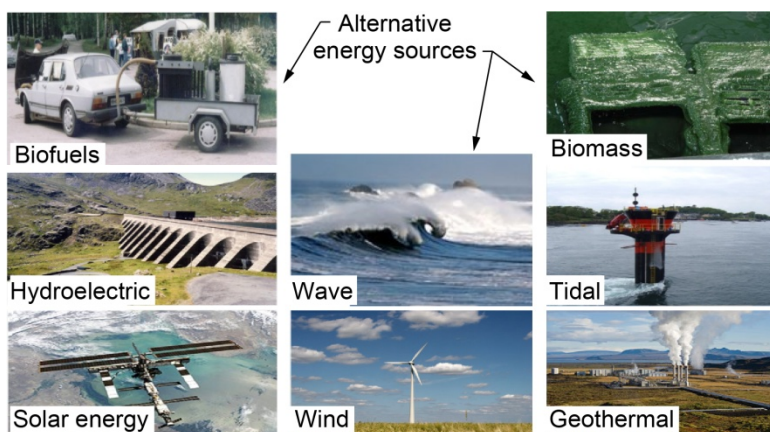 Alternative
energy sources
Biofuels
Biomass
Hydroelectric
Wave
Tidal
Solar energy
Wind
Geothermal